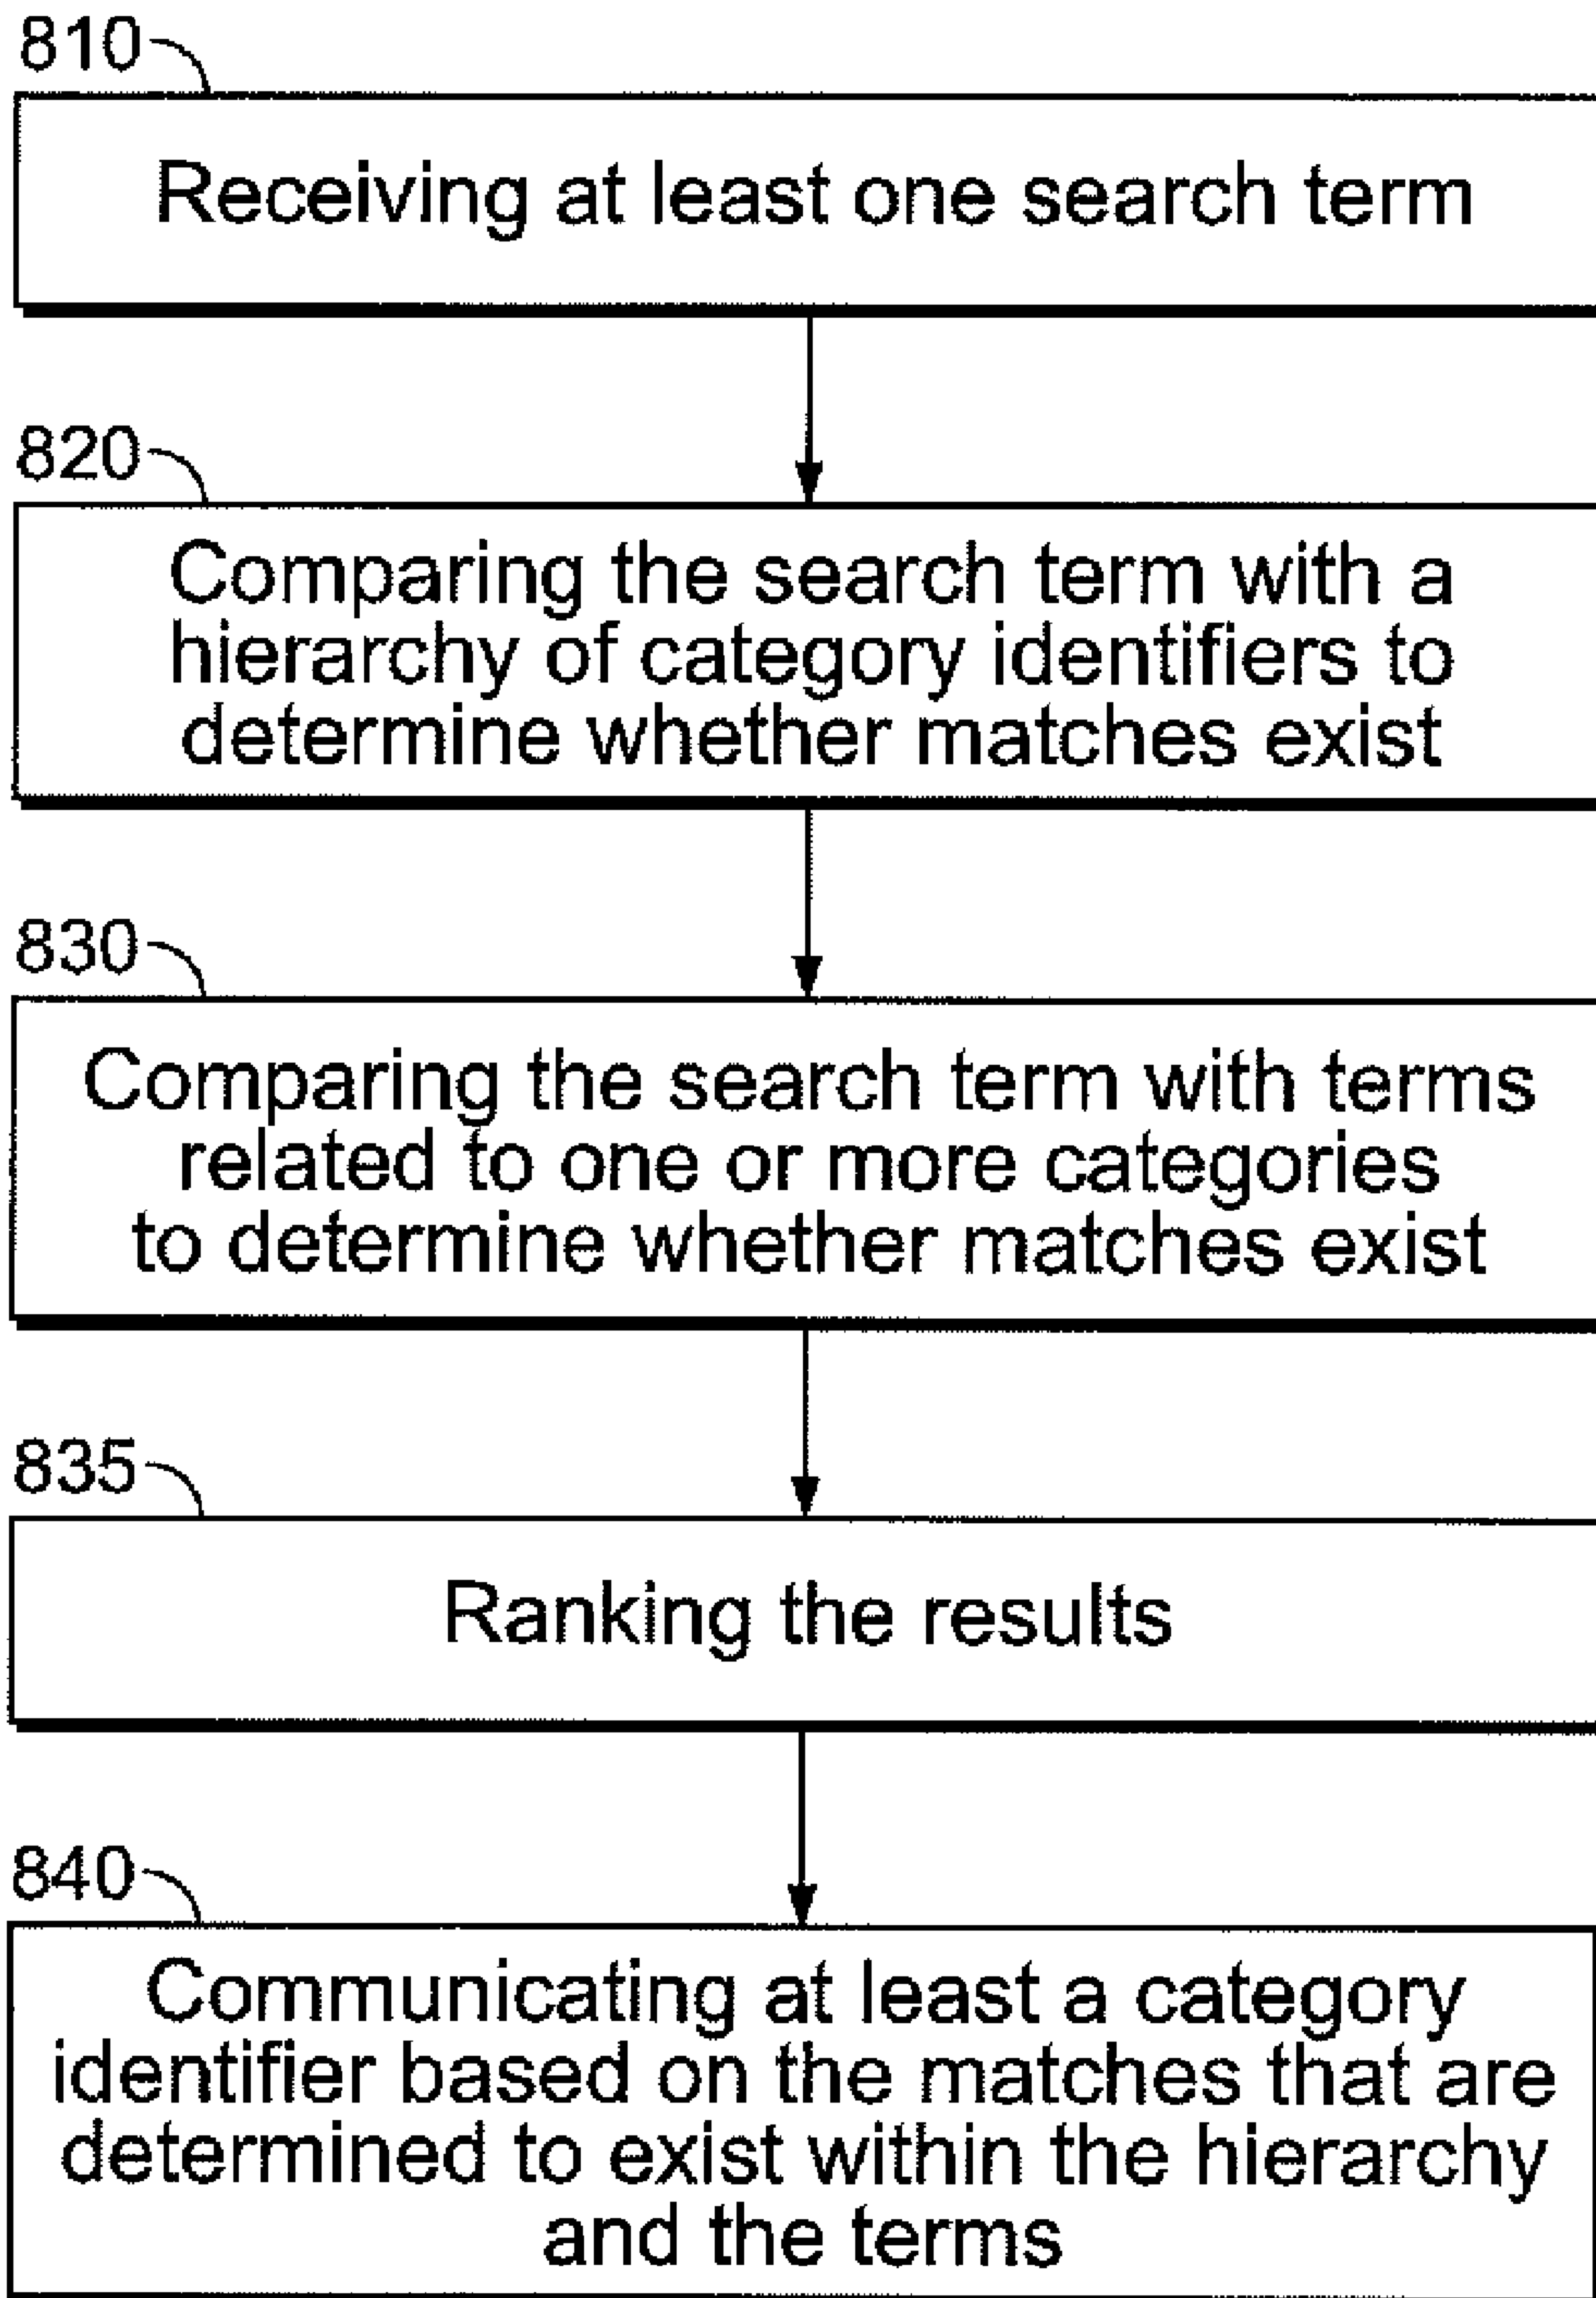 810
Receiving at least one search term
820
Comparing the search term with a
hierarchy of category identifiers to
determine whether matches exist
830
Comparing the search term with terms
related to one or more categories
to determine whether matches exist
835
Ranking the results
840
Communicating at least a category
identifier based on the matches that are
determined to exist within the hierarchy
and the terms